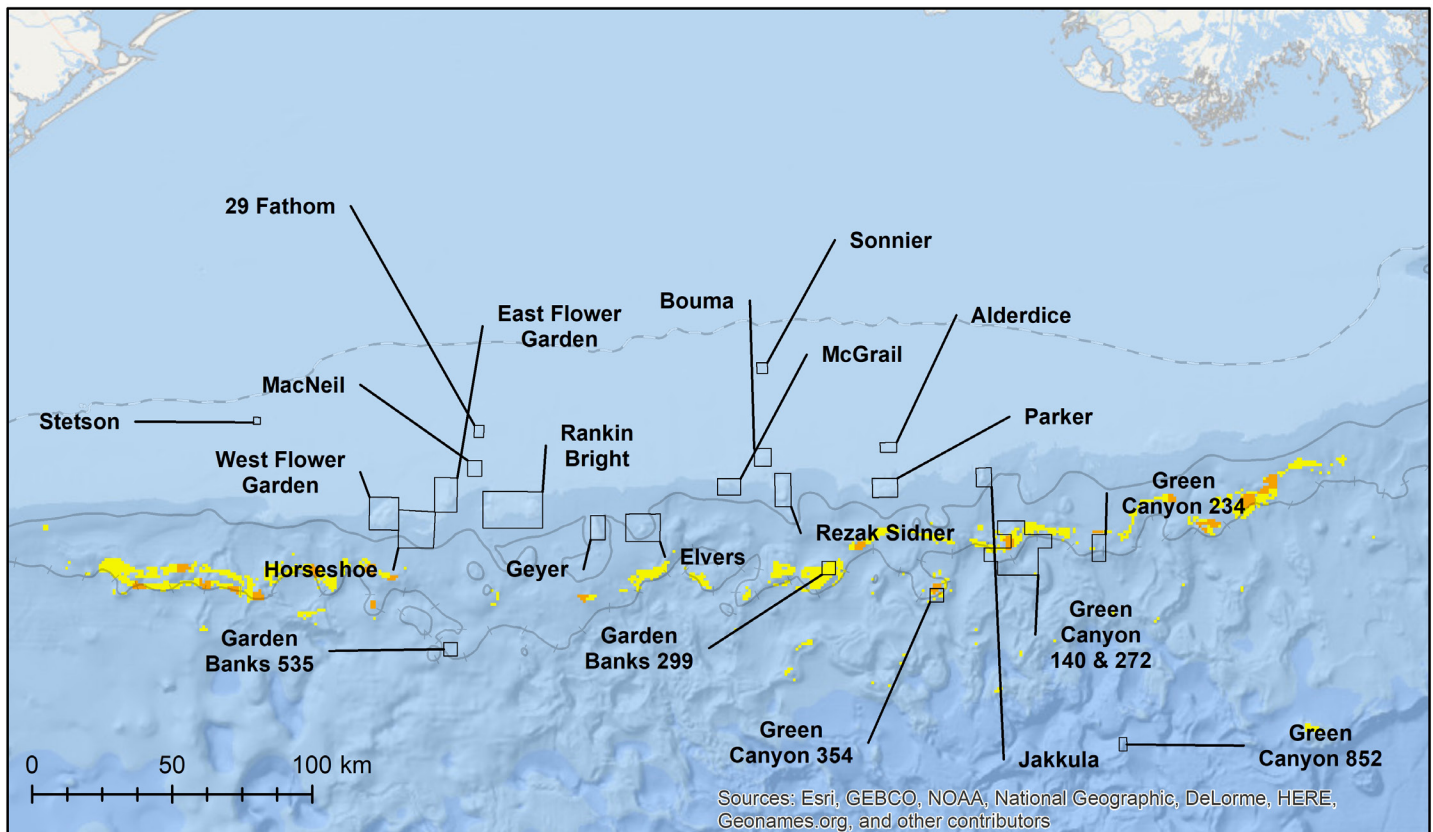 29 Fathom
Sonnier
Bouma
East Flower
Garden
Alderdice
McGrail
MacNeil
Stetson
Parker
Rankin
Bright
West Flower
Garden
Green
Canyon 234
Rezak Sidner
Horseshoe
Geyer
Elvers
Garden
Banks 535
Garden
Banks 299
Green
Canyon
140 & 272
Green
Canyon 354
Jakkula
Green
Canyon 852
0 50 100 km
Sources: Esri, GEBCO, NOAA, National Geographic, DeLorme, HERE,
Geonames.org, and other contributors